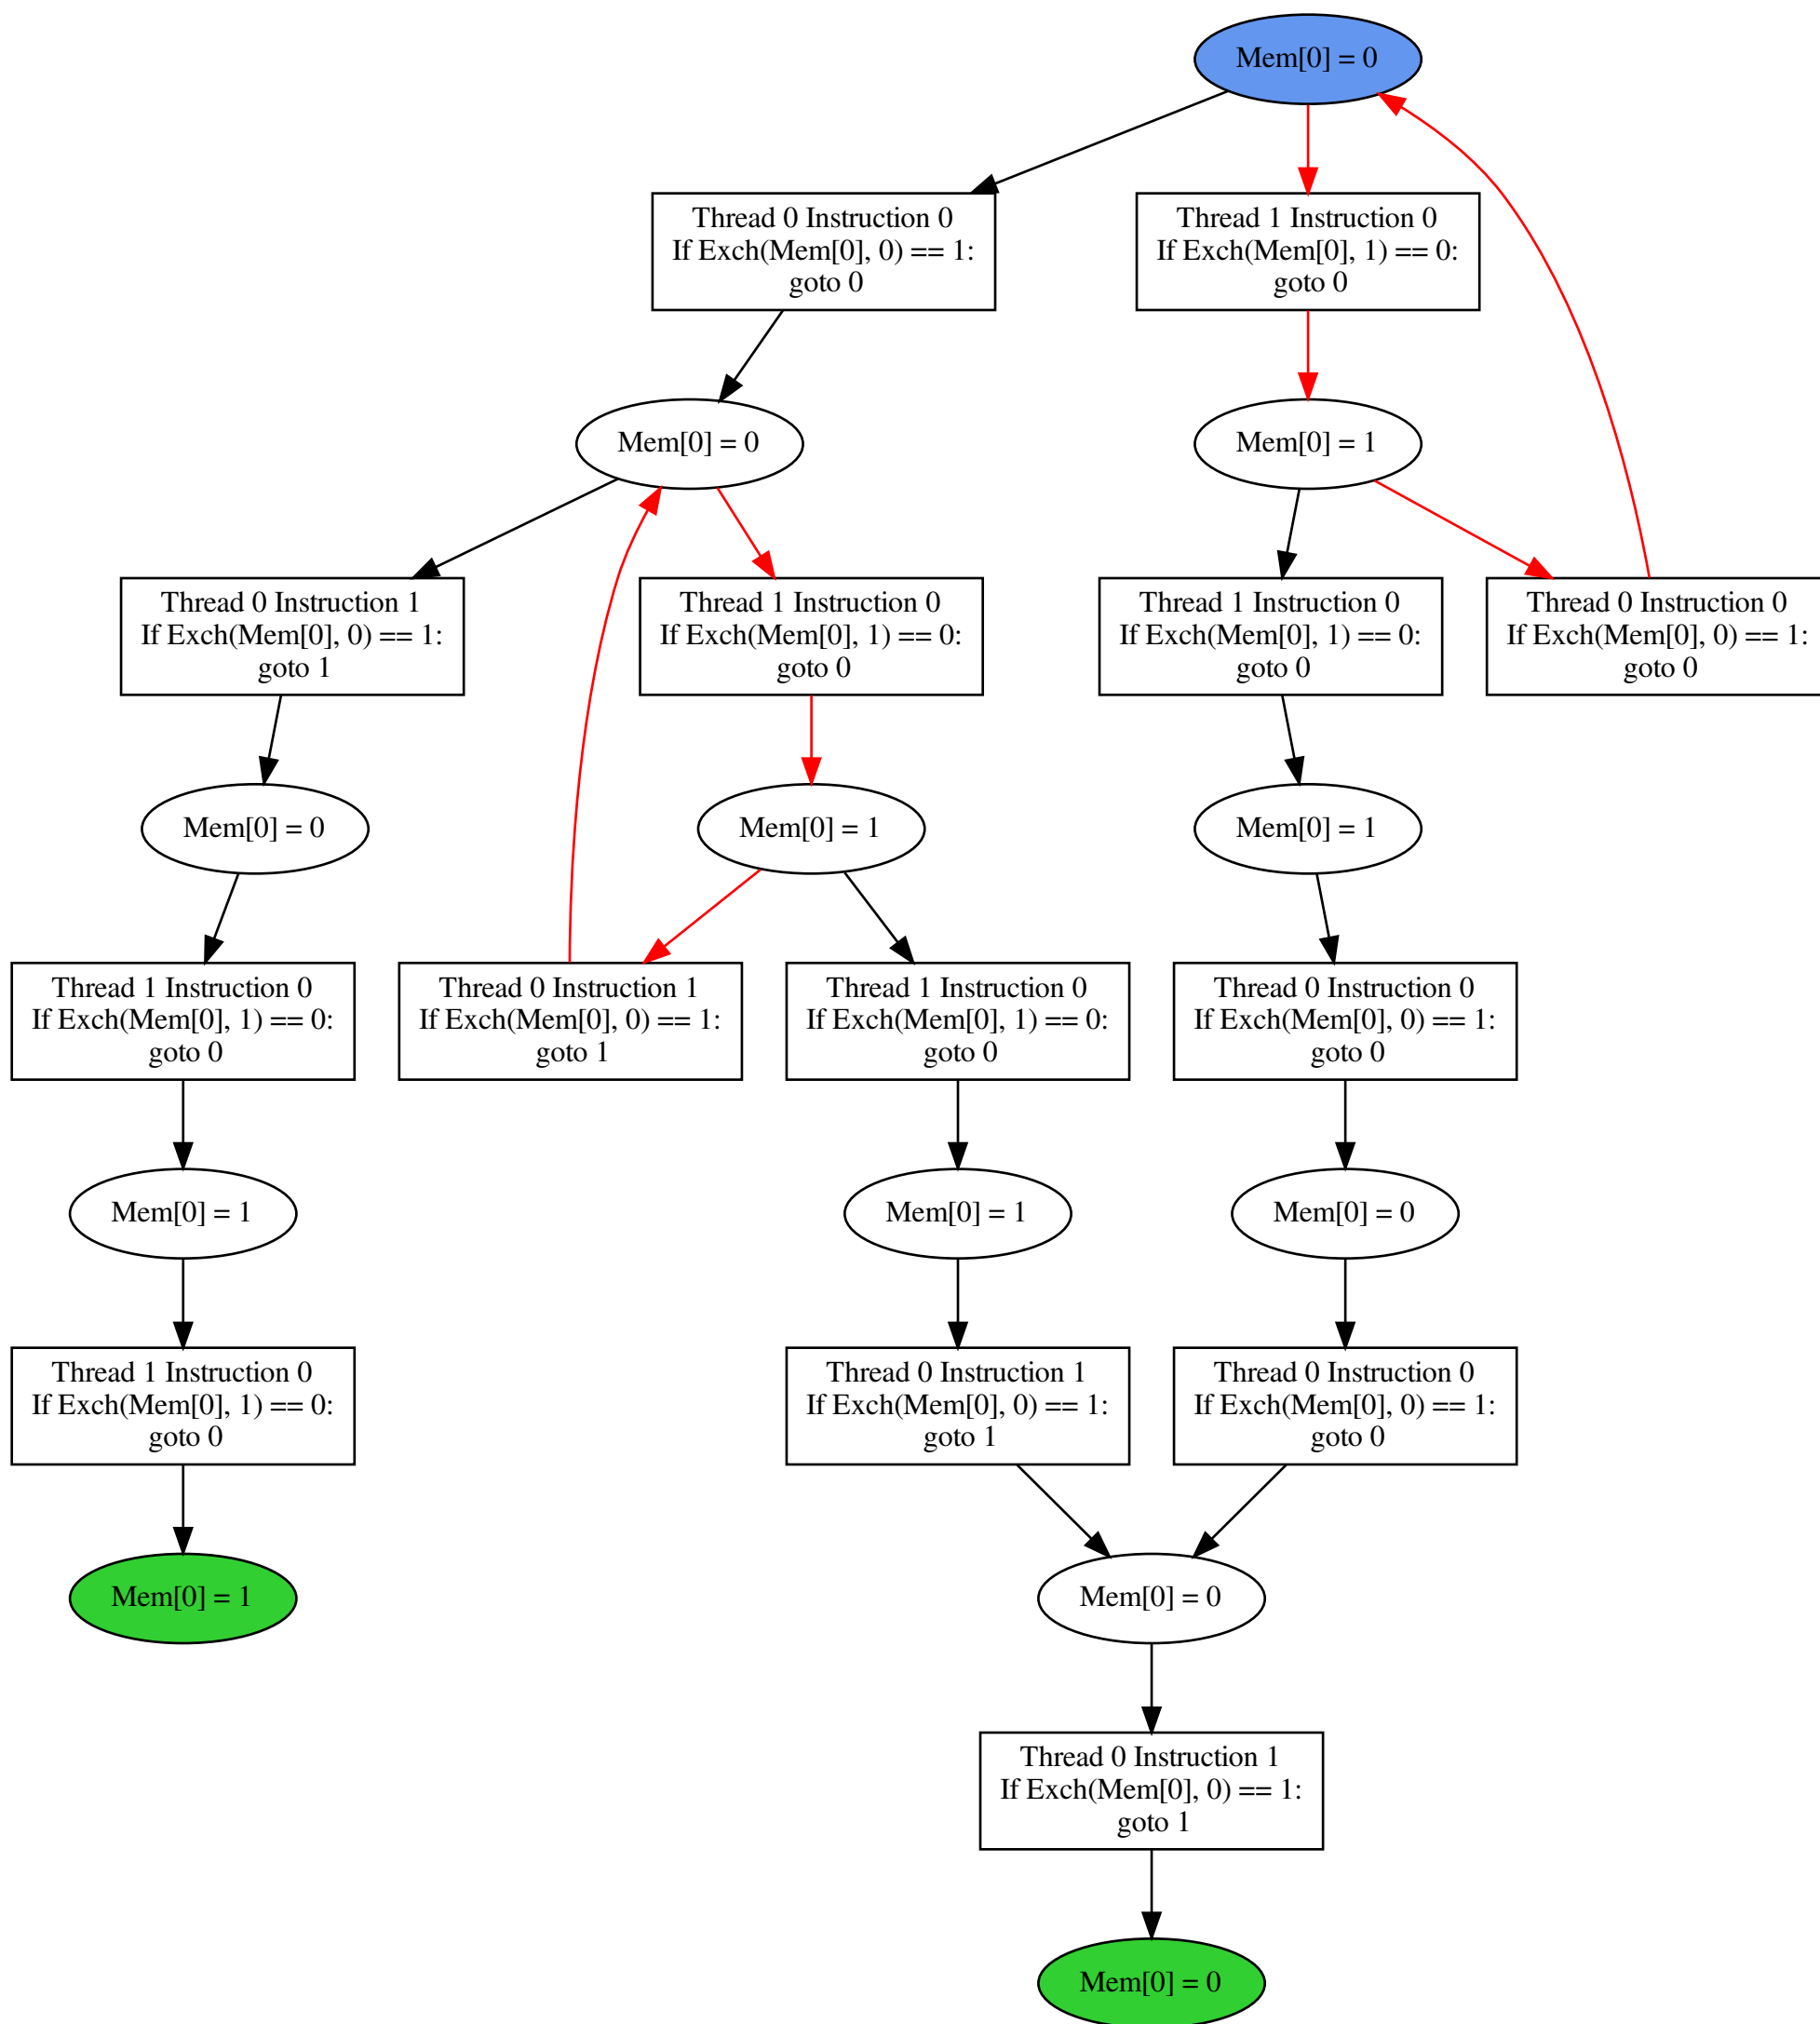 Mem[0] = 0
Thread 0 Instruction 0
If Exch(Mem[0], 0) == 1:
goto 0
Thread 1 Instruction 0
If Exch(Mem[0], 1) == 0:
goto 0
Mem[0] = 0
Mem[0] = 1
Thread 0 Instruction 1
If Exch(Mem[0], 0) == 1:
goto 1
Thread 1 Instruction 0
If Exch(Mem[0], 1) == 0:
goto 0
Thread 1 Instruction 0
If Exch(Mem[0], 1) == 0:
goto 0
Thread 0 Instruction 0
If Exch(Mem[0], 0) == 1:
goto 0
Mem[0] = 0
Mem[0] = 1
Mem[0] = 1
Thread 1 Instruction 0
If Exch(Mem[0], 1) == 0:
goto 0
Thread 0 Instruction 1
If Exch(Mem[0], 0) == 1:
goto 1
Thread 1 Instruction 0
If Exch(Mem[0], 1) == 0:
goto 0
Thread 0 Instruction 0
If Exch(Mem[0], 0) == 1:
goto 0
Mem[0] = 1
Mem[0] = 1
Mem[0] = 0
Thread 1 Instruction 0
If Exch(Mem[0], 1) == 0:
goto 0
Thread 0 Instruction 1
If Exch(Mem[0], 0) == 1:
goto 1
Thread 0 Instruction 0
If Exch(Mem[0], 0) == 1:
goto 0
Mem[0] = 1
Mem[0] = 0
Thread 0 Instruction 1
If Exch(Mem[0], 0) == 1:
goto 1
Mem[0] = 0